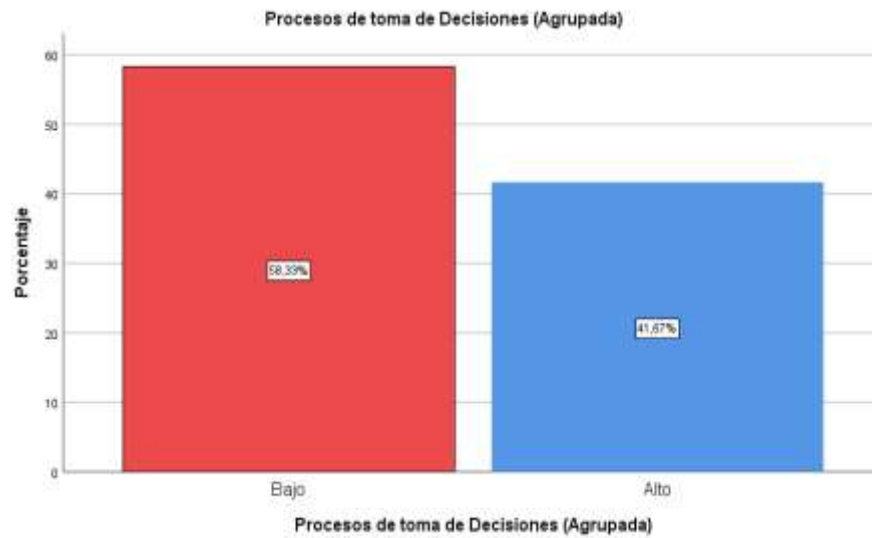 Procesos de toma de Decisiones (Agrupada)
Porcentaje
60
50
40
30
20
10
0
58,33%
41,67%
Bajo
Alto
Procesos de toma de Decisiones (Agrupada)